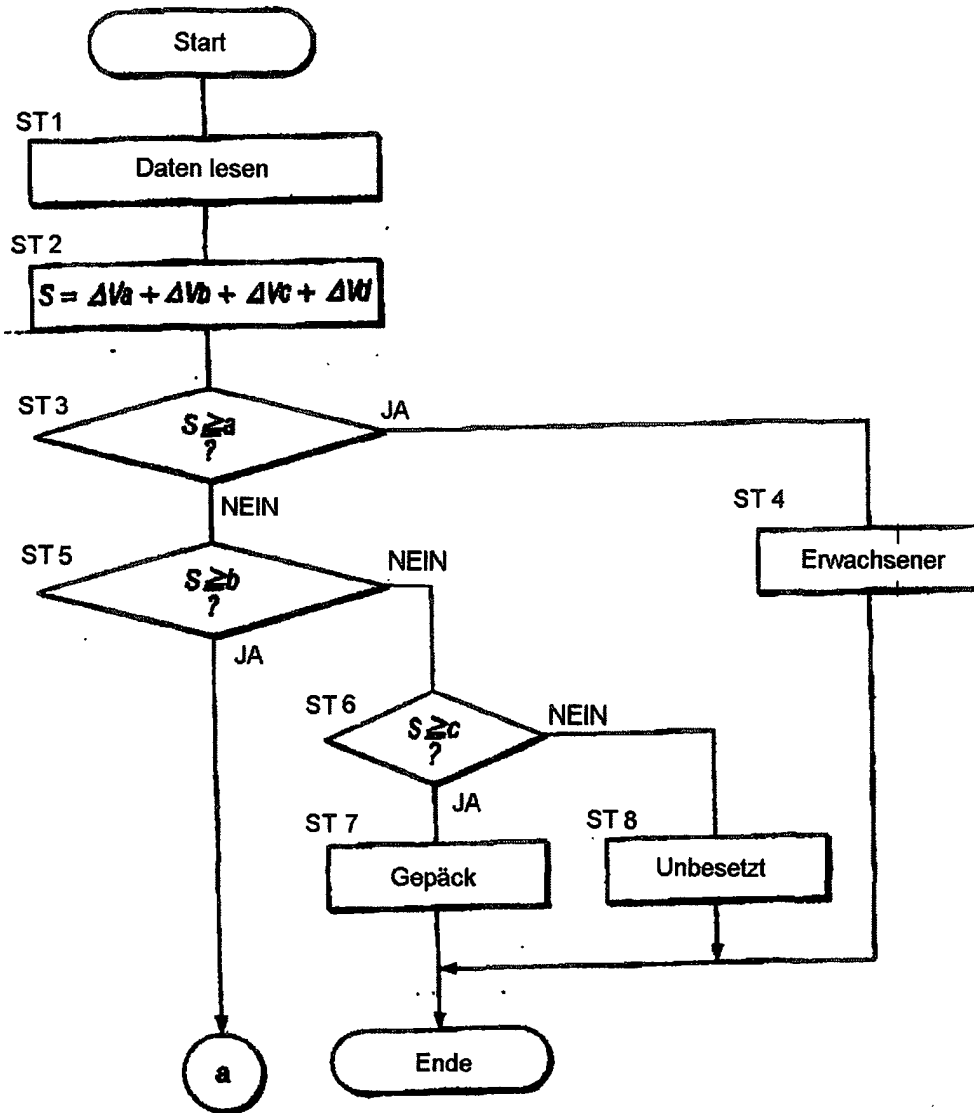 Start
ST1
Daten lesen
ST2
S = ΔVa + ΔVb + ΔVc + ΔVd
ST3
S≧a
?
JA
NEIN
ST4
Erwachsener
ST5
S≧b
?
NEIN
JA
ST6
S≧c
?
NEIN
JA
ST7
Gepäck
ST8
Unbesetzt
a
Ende